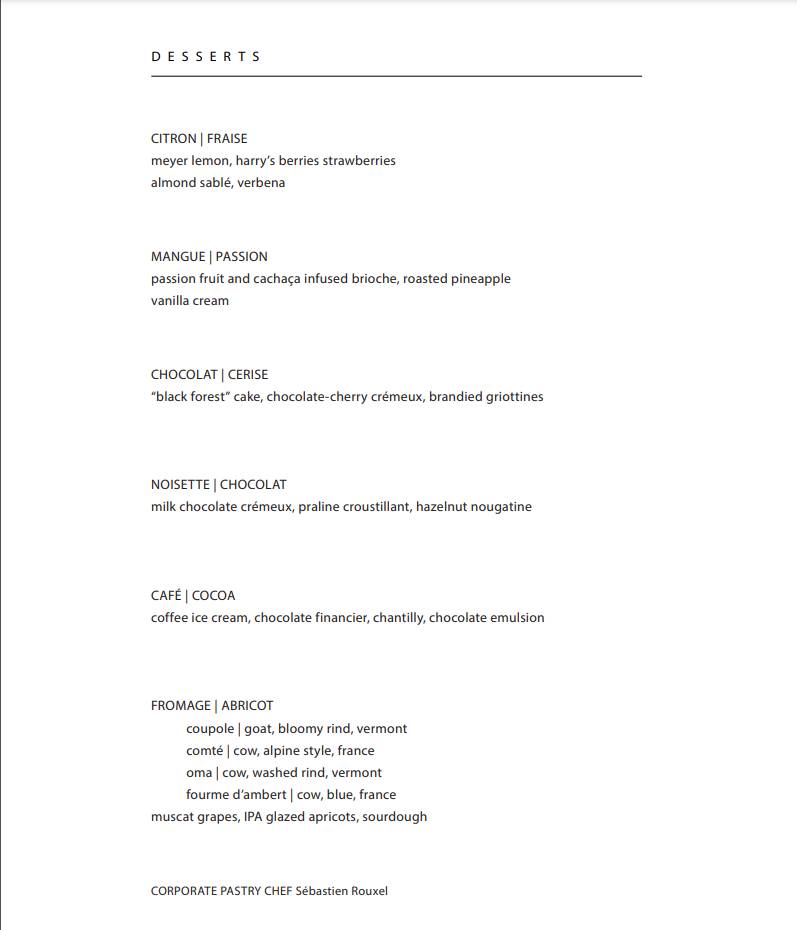 DESSERTS
CITRON | FRAISE
meyer lemon, harry’s berries strawberries
almond sablé, verbena
MANGUE | PASSION
passion fruit and cachaça infused brioche, roasted pineapple
vanilla cream
CHOCOLAT | CERISE
“black forest” cake, chocolate-cherry crémeux, brandied griottines
NOISETTE | CHOCOLAT
milk chocolate crémeux, praline croustillant, hazelnut nougatine
CAFÉ | COCOA
coffee ice cream, chocolate financier, chantilly, chocolate emulsion
FROMAGE | ABRICOT
coupole | goat, bloomy rind, vermont
comté | cow, alpine style, france
oma | cow, washed rind, vermont
fourme d’ambert | cow, blue, france
muscat grapes, IPA glazed apricots, sourdough
CORPORATE PASTRY CHEF Sébastien Rouxel